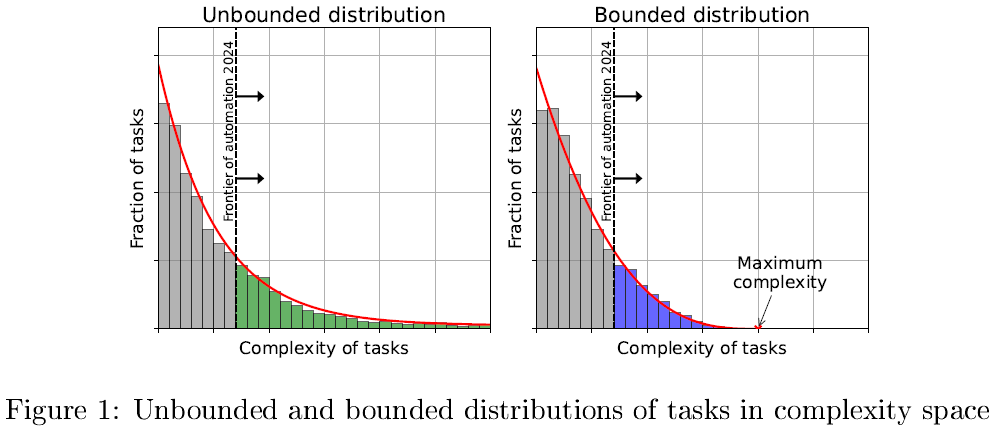 Unbounded distribution
Fraction of tasks
Frontier of automation 2024
Complexity of tasks
Bounded distribution
Fraction of tasks
Frontier of automation 2024
Maximum
complexity
Complexity of tasks
Figure 1: Unbounded and bounded distributions of tasks in complexity space